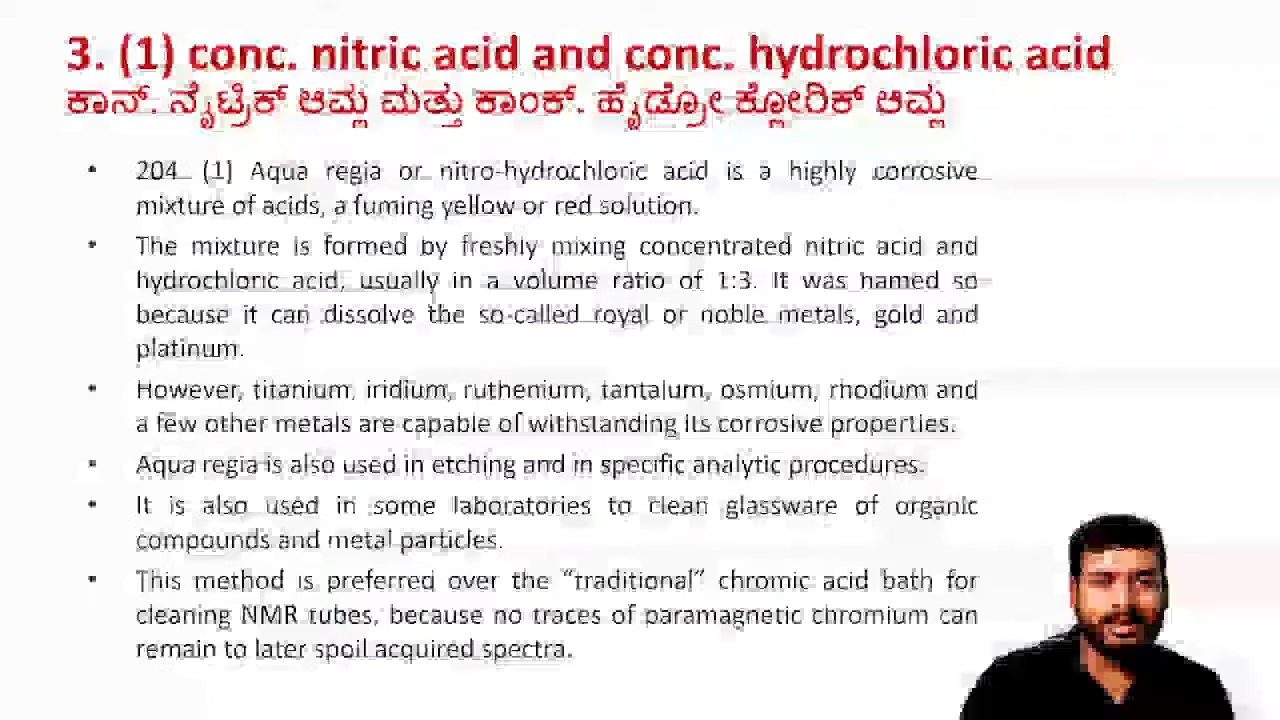 3. (1) conc. nitric acid and conc. hydrochloric acid
ಕಾನ್. ನೈಟ್ರಿಕ್ ಆಮ್ಲ ಮತ್ತು ಕಾಂಕ್. ಹೈಡ್ರೋ ಕ್ಲೋರಿಕ್ ಆಮ್ಲ
• 204 (1) Aqua regia or nitro-hydrochloric acid is a highly corrosive
mixture of acids, a fuming yellow or red solution.
• The mixture is formed by freshly mixing concentrated nitric acid and
hydrochloric acid, usually in a volume ratio of 1:3. It was named so
because it can dissolve the so-called royal or noble metals, gold and
platinum.
• However, titanium, iridium, ruthenium, tantalum, osmium, rhodium and
a few other metals are capable of withstanding its corrosive properties.
• Aqua regia is also used in etching and in specific analytic procedures.
• It is also used in some laboratories to clean glassware of organic
compounds and metal particles.
• This method is preferred over the “traditional” chromic acid bath for
cleaning NMR tubes, because no traces of paramagnetic chromium can
remain to later spoil acquired spectra.